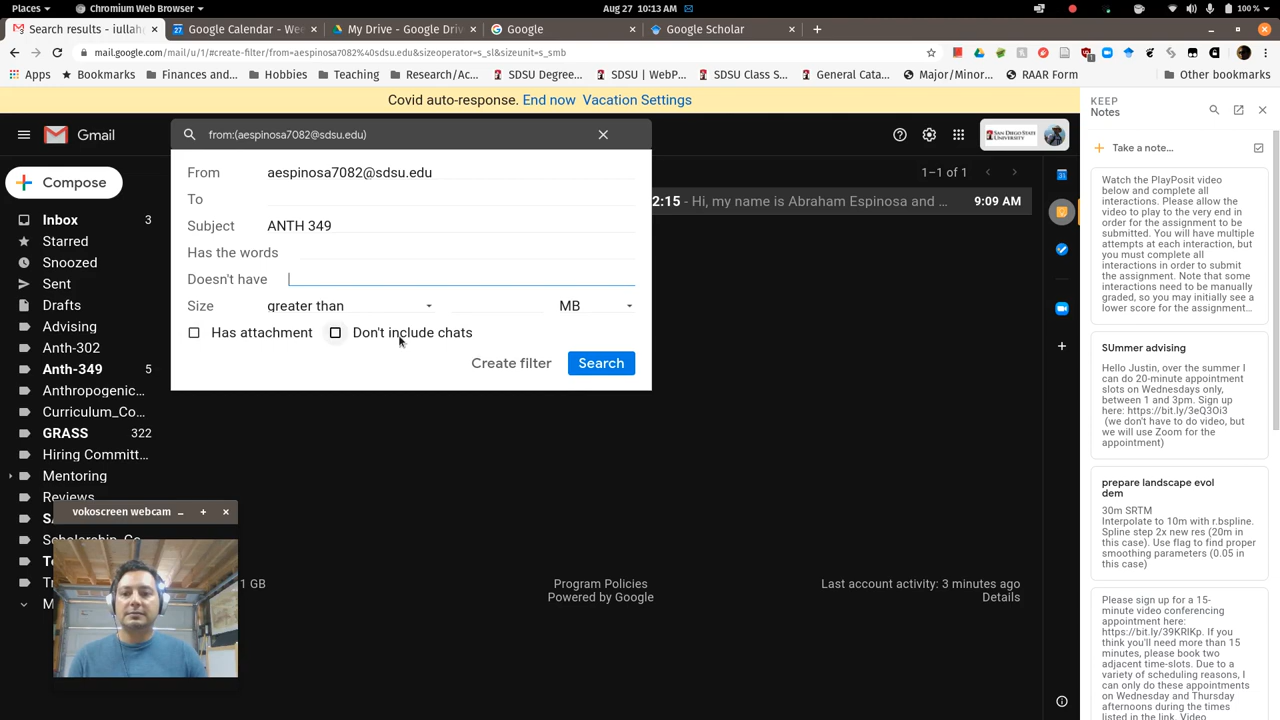 Places
Chromium Web Browser
Aug 27 10:13 AM
100 %
Search results - iullah
Google Calendar - Week
My Drive - Google Driv
Google
Google Scholar
mail.google.com/mail/u/1/#create-filter/from=aespinosa7082%40sdsu.edu&sizeoperator=s_sl&sizeunit=s_smb
Apps
Bookmarks
Finances and...
Hobbies
Teaching
Research/Ac...
SDSU Degree...
SDSU | WebP...
SDSU Class S...
General Cata...
Major/Minor...
RAAR Form
Other bookmarks
Covid auto-response. End now Vacation Settings
Gmail
from:(aespinosa7082@sdsu.edu)
SAN DIEGO STATE
UNIVERSITY
Compose
Inbox 3
Starred
Snoozed
Sent
Drafts
Advising
Anth-302
Anth-349 5
Anthropogenic...
Curriculum_Co...
GRASS 322
Hiring Committ...
Mentoring
Reviews
From aespinosa7082@sdsu.edu
To
Subject ANTH 349
Has the words
Doesn't have
Size greater than MB
Has attachment Don't include chats
Create filter Search
1–1 of 1
2:15 - Hi, my name is Abraham Espinosa and ... 9:09 AM
vokoscreen webcam
1 GB
Program Policies
Powered by Google
Last account activity: 3 minutes ago
Details
KEEP
Notes
Take a note...
Watch the PlayPosit video
below and complete all
interactions. Please allow the
video to play to the very end in
order for the assignment to be
submitted. You will have multiple
attempts at each interaction, but
you must complete all
interactions in order to submit
the assignment. Note that some
interactions need to be manually
graded, so you may initially see a
lower score for the assignment...
SUmmer advising
Hello Justin, over the summer I
can do 20-minute appointment
slots on Wednesdays only,
between 1 and 3pm. Sign up
here: https://bit.ly/3eQ3Oi3
(we don't have to do video, but
we will use Zoom for the
appointment)
prepare landscape evol
dem
30m SRTM
Interpolate to 10m with r.bspline.
Spline step 2x new res (20m in
this case). Use flag to find proper
smoothing parameters (0.05 in
this case)
Please sign up for a 15-
minute video conferencing
appointment here:
https://bit.ly/39KRIKp. If you
think you'll need more than 15
minutes, please book two
adjacent time-slots. Due to a
variety of scheduling reasons, I
can only do these appointments
on Wednesday and Thursday
afternoons during the times
listed in the link. Video